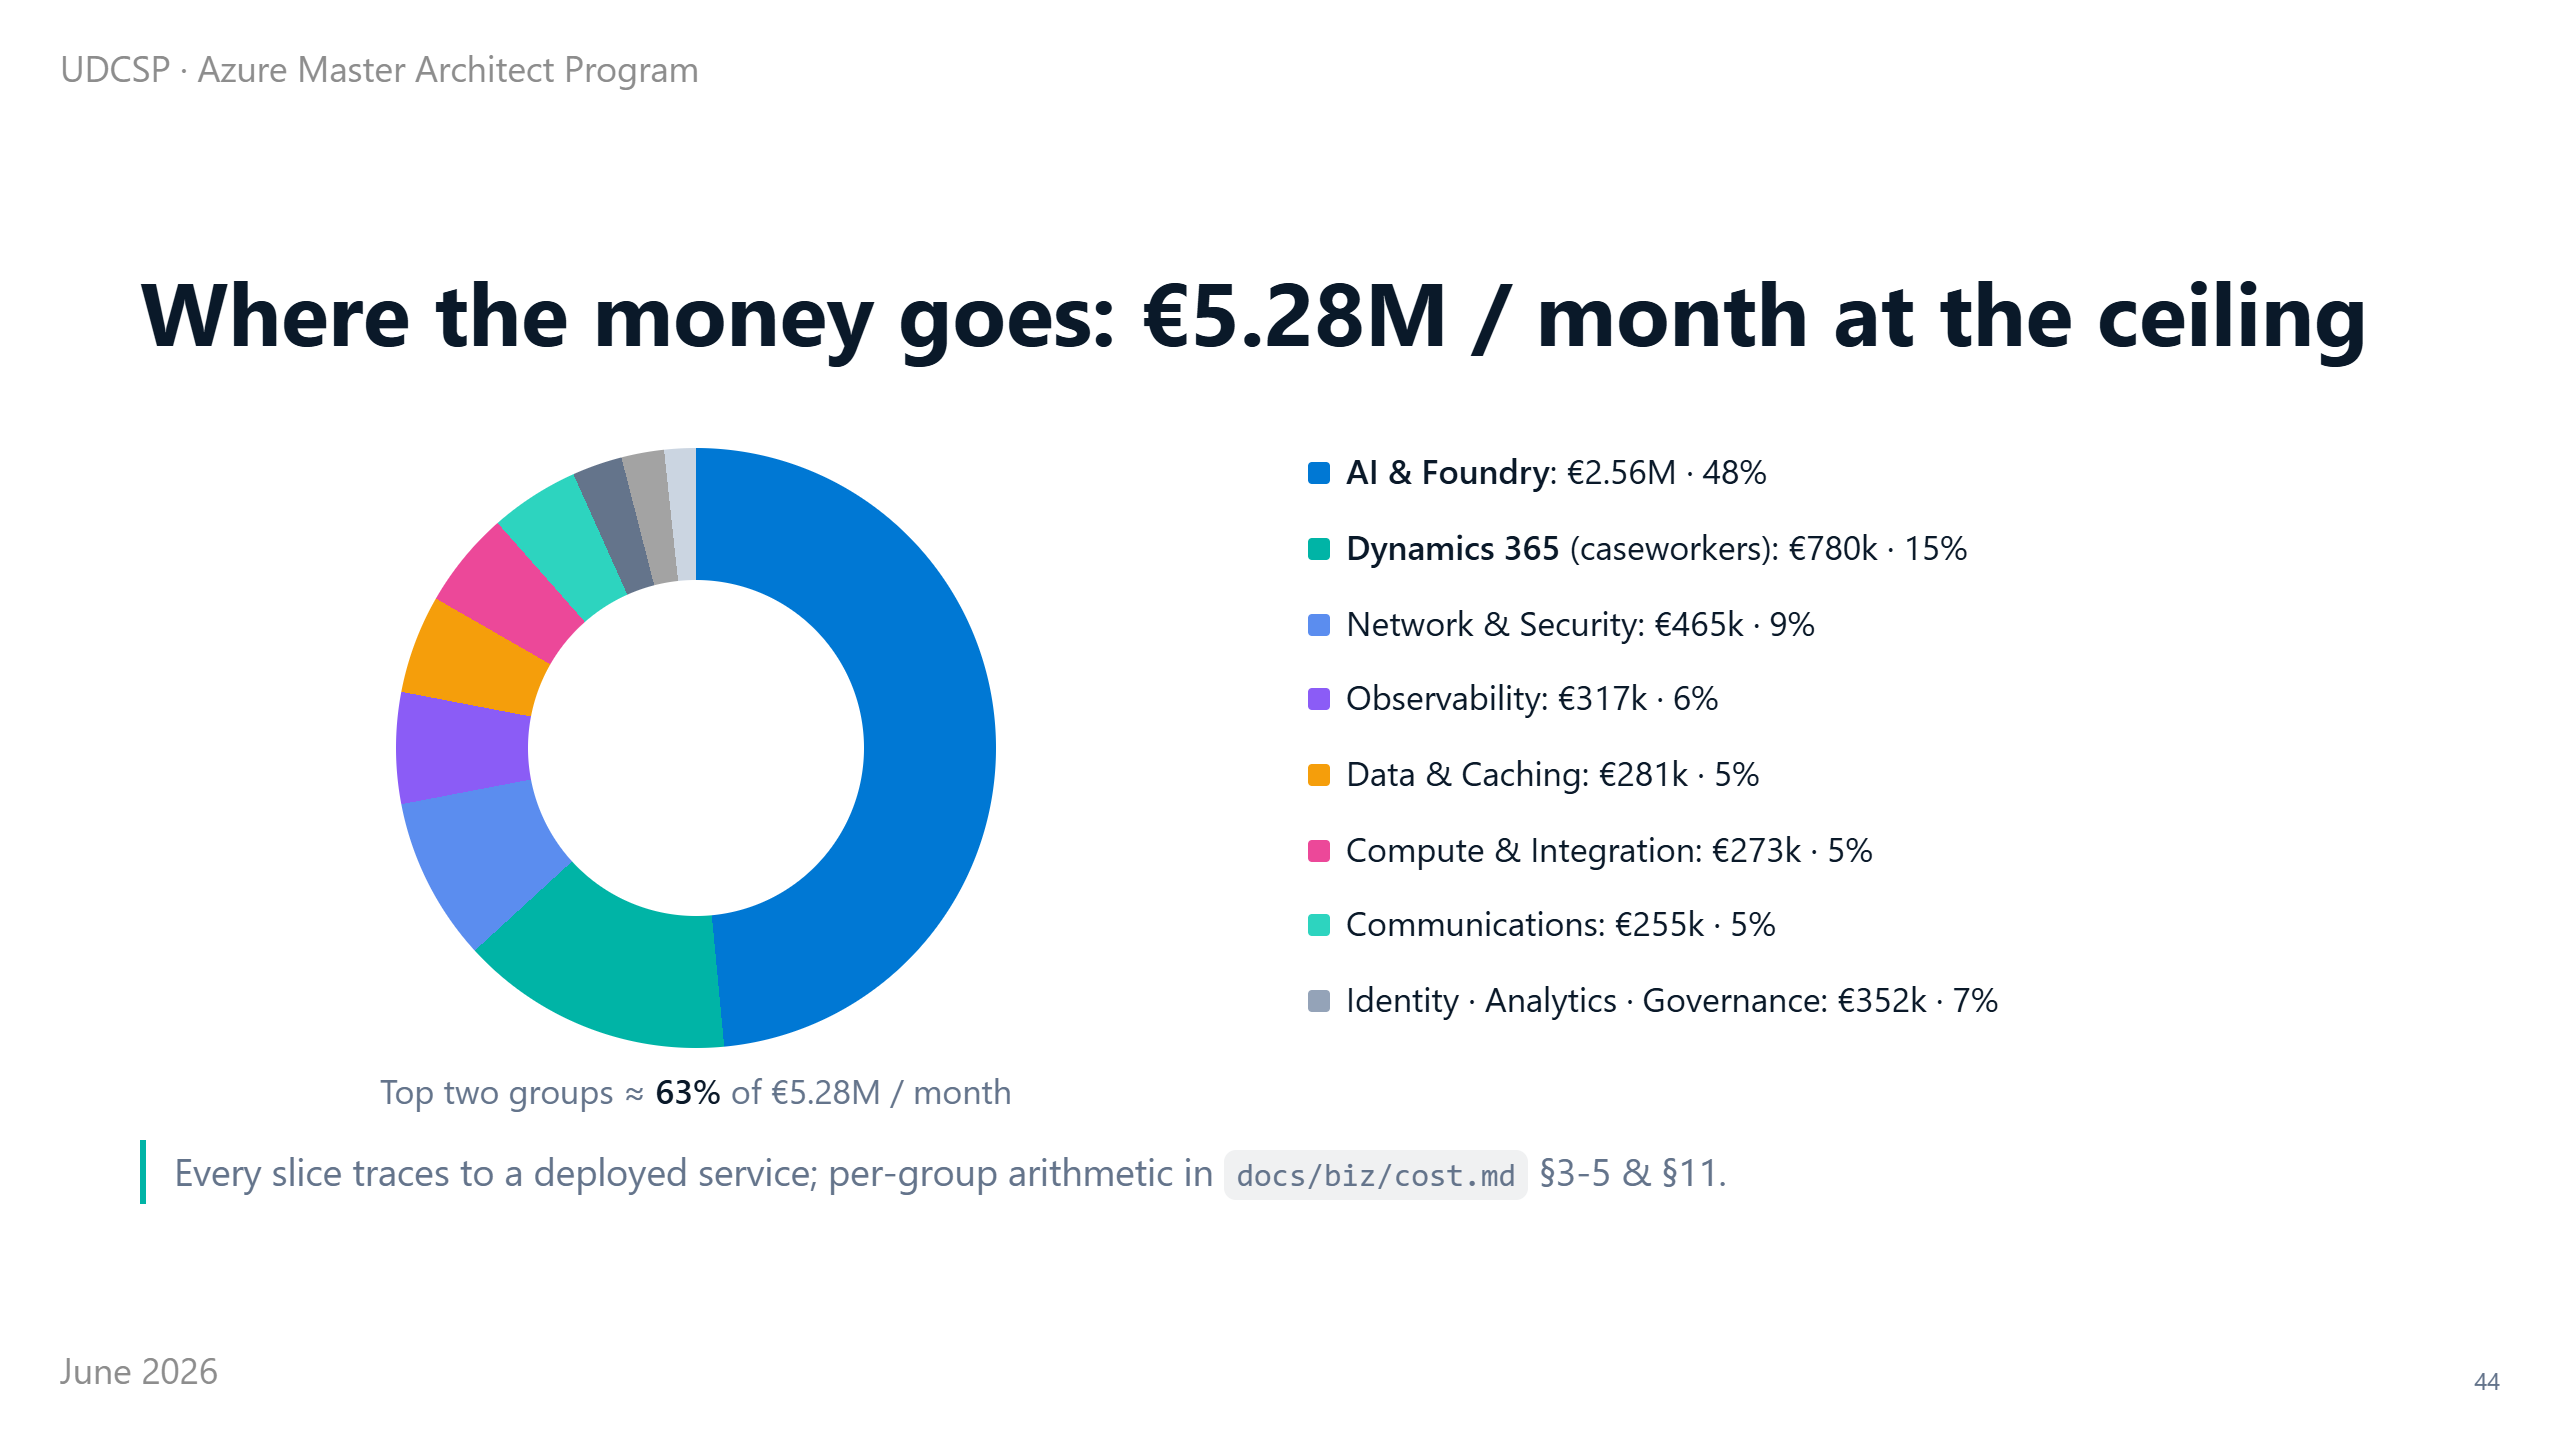 UDCSP · Azure Master Architect Program
Where the money goes: €5.28M / month at the ceiling
AI & Foundry: €2.56M · 48%
Dynamics 365 (caseworkers): €780k · 15%
Network & Security: €465k · 9%
Observability: €317k · 6%
Data & Caching: €281k · 5%
Compute & Integration: €273k · 5%
Communications: €255k · 5%
Identity · Analytics · Governance: €352k · 7%
Top two groups ≈ 63% of €5.28M / month
Every slice traces to a deployed service; per-group arithmetic in docs/biz/cost.md §3-5 & §11.
June 2026
44